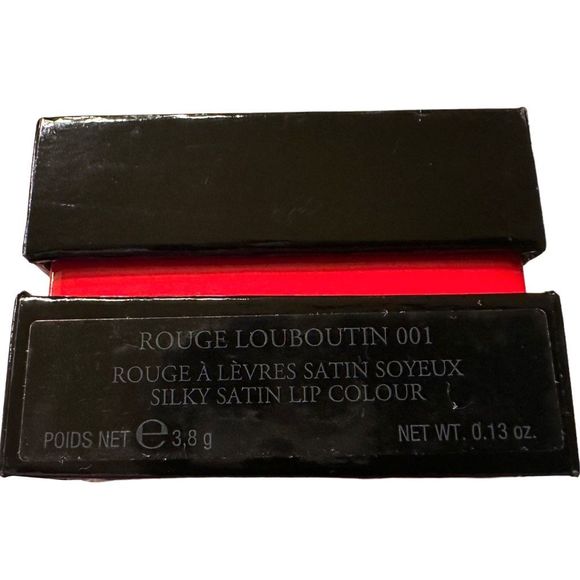 ROUGE LOUBOUTIN 001
ROUGE À LÈVRES SATIN SOYEUX
SILKY SATIN LIP COLOUR
POIDS NET ℮ 3,8 g NET WT. 0.13 oz.